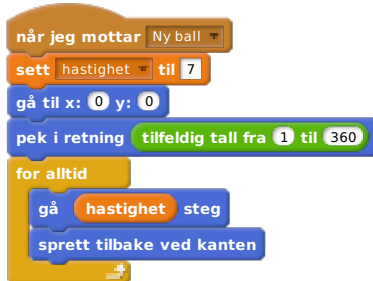 når jeg mottar Ny ball
sett hastighet til 7
gå til x: 0 y: 0
pek i retning tilfeldig tall fra 1 til 360
for alltid
gå hastighet steg
sprett tilbake ved kanten